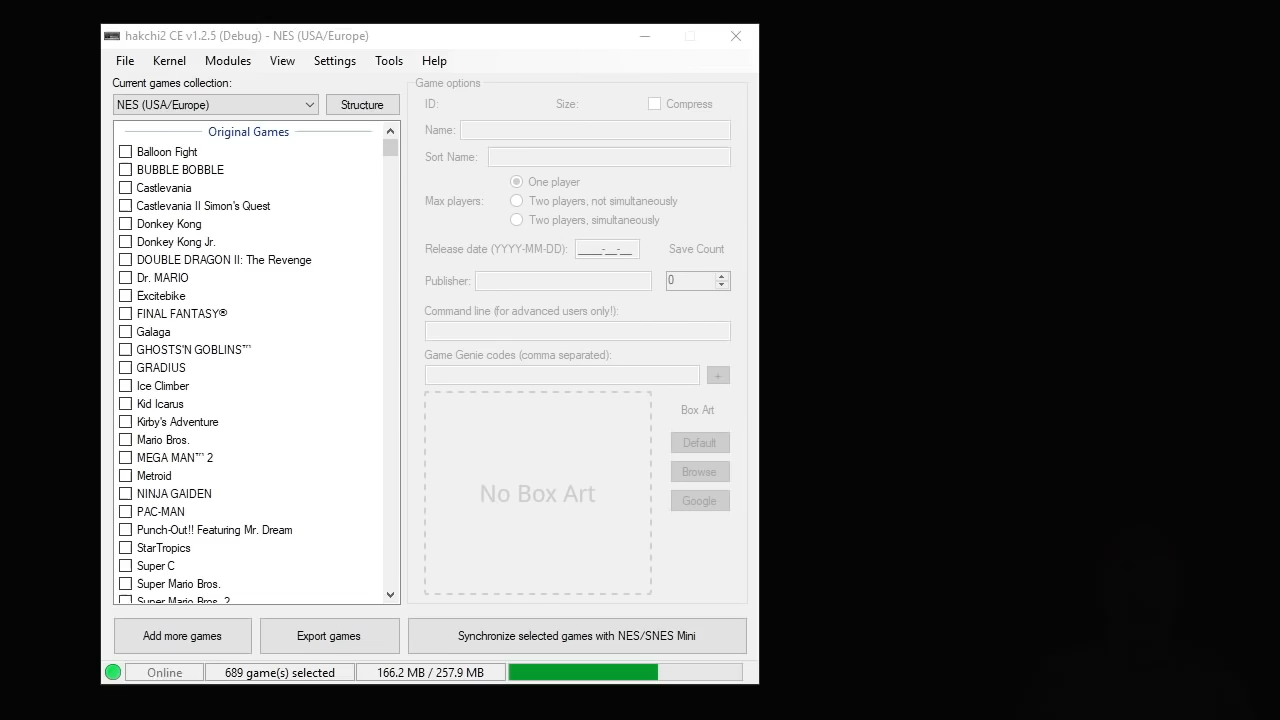 hakchi2 CE v1.2.5 (Debug) - NES (USA/Europe)
File Kernel Modules View Settings Tools Help
Current games collection:
NES (USA/Europe) Structure
Original Games
Balloon Fight
BUBBLE BOBBLE
Castlevania
Castlevania II Simon's Quest
Donkey Kong
Donkey Kong Jr.
DOUBLE DRAGON II: The Revenge
Dr. MARIO
Excitebike
FINAL FANTASY®
Galaga
GHOSTS'N GOBLINS™
GRADIUS
Ice Climber
Kid Icarus
Kirby's Adventure
Mario Bros.
MEGA MAN™ 2
Metroid
NINJA GAIDEN
PAC-MAN
Punch-Out!! Featuring Mr. Dream
StarTropics
Super C
Super Mario Bros.
Super Mario Bros. 2
Game options
ID: Size: Compress
Name:
Sort Name:
One player
Max players: Two players, not simultaneously
Two players, simultaneously
Release date (YYYY-MM-DD): ____-__-__ Save Count
Publisher: 0
Command line (for advanced users only!):
Game Genie codes (comma separated):
+
No Box Art
Box Art
Default
Browse
Google
Add more games Export games Synchronize selected games with NES/SNES Mini
Online 689 game(s) selected 166.2 MB / 257.9 MB